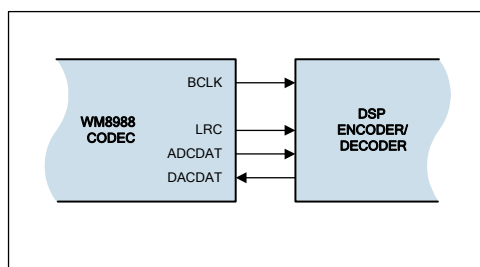 BCLK
WM8988
CODEC
LRC
ADCDAT
DACDAT
DSP
ENCODER/
DECODER